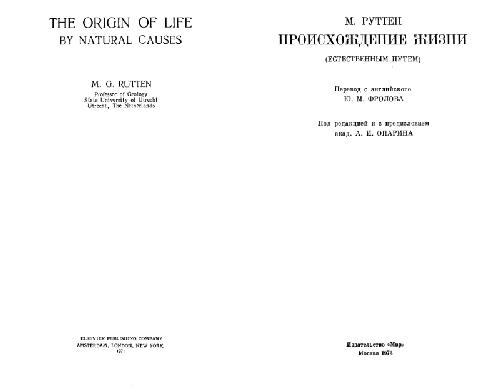 THE ORIGIN OF LIFE
BY NATURAL CAUSES
M. G. RUTTEN
Professor of Geology
State University of Utrecht
Utrecht, The Netherlands
ELSEVIER PUBLISHING COMPANY
AMSTERDAM, LONDON, NEW YORK
М. РУТТЕН
ПРОИСХОЖДЕНИЕ ЖИЗНИ
(ЕСТЕСТВЕННЫМ ПУТЕМ)
Перевод с английского
Ю. М. ФРОЛОВА
Под редакцией и с предисловием
акад. А. И. ОПАРИНА
Издательство «Мир»
Москва 1973